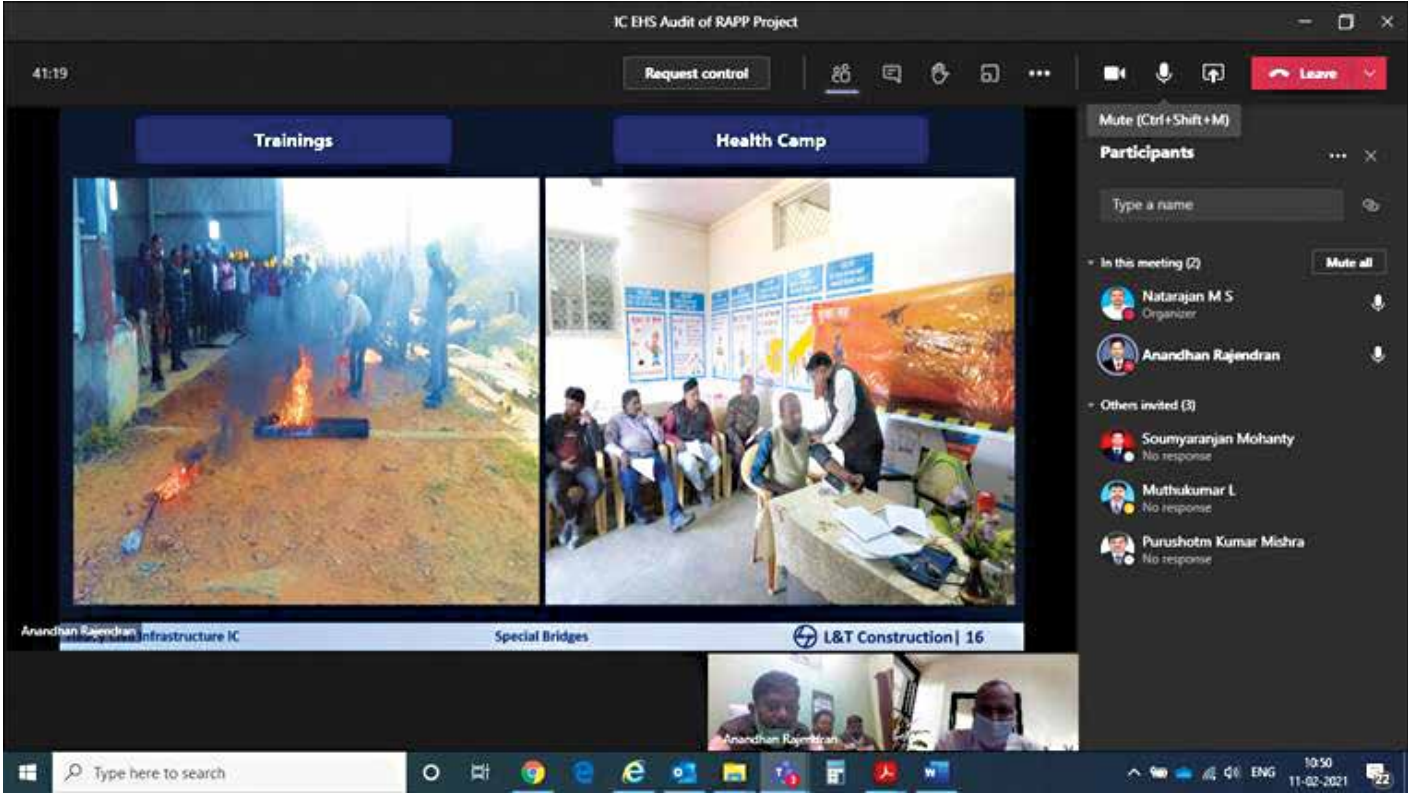 IC EHS Audit of RAPP Project
41:19
Request control
Leave
Mute (Ctrl+Shift+M)
Trainings
Health Camp
Participants
Type a name
In this meeting (2)
Mute all
Natarajan M S
Organizer
Anandhan Rajendran
Others invited (3)
Soumyaranjan Mohanty
No response
Muthukumar L
No response
Purushotm Kumar Mishra
No response
Anandhan Rajendran
Infrastructure IC
Special Bridges
L&T Construction| 16
Anandhan Rajendran
Type here to search
ENG
10:50
11-02-2021
22